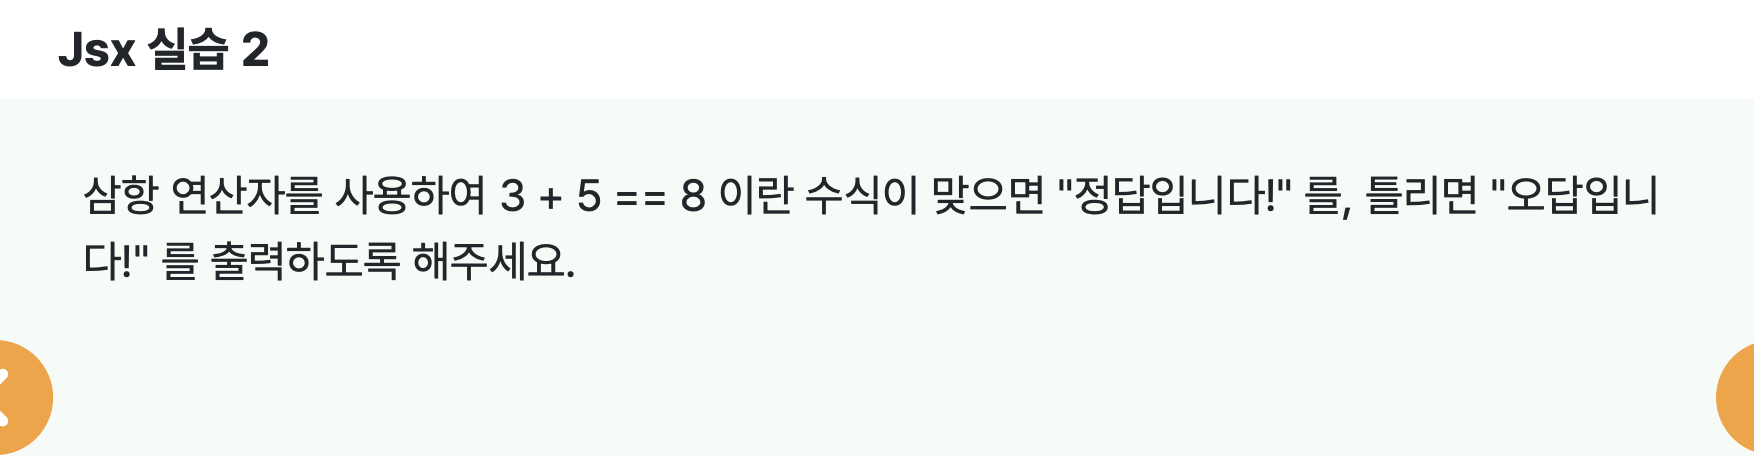 Jsx 실습 2
삼항 연산자를 사용하여 3 + 5 == 8 이란 수식이 맞으면 "정답입니다!" 를, 틀리면 "오답입니
다!" 를 출력하도록 해주세요.